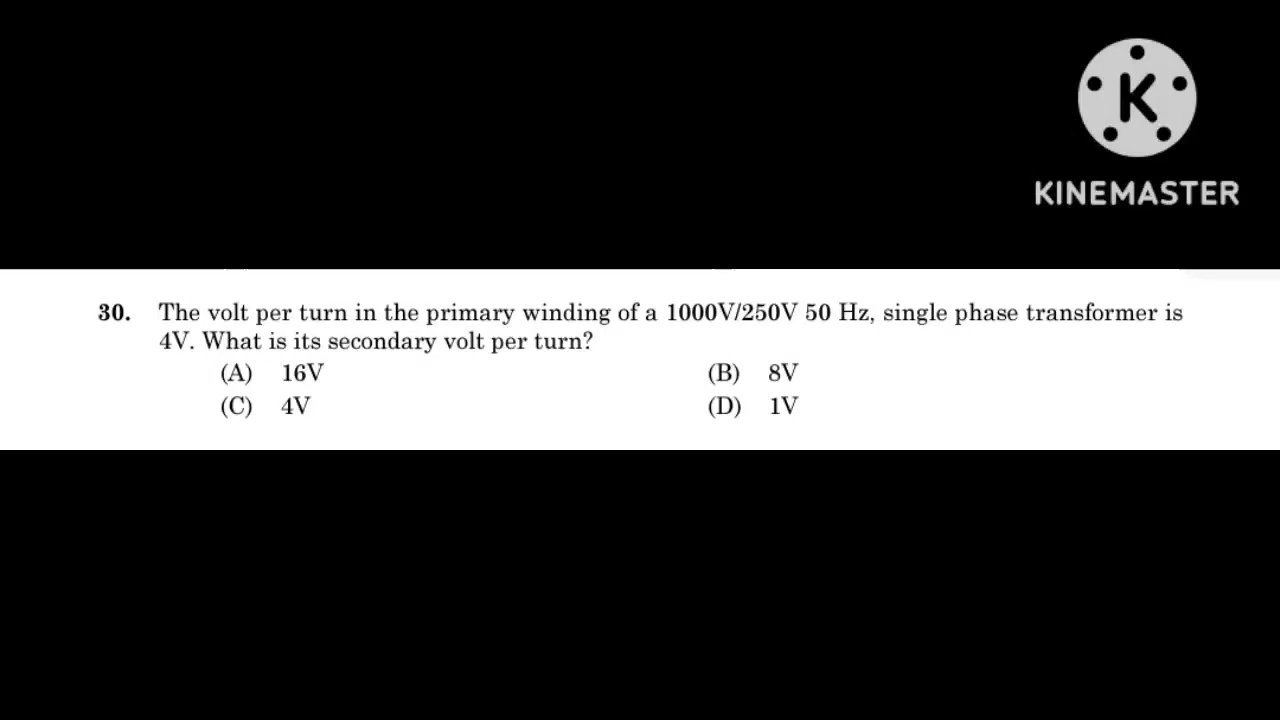 K
KINEMASTER
30. The volt per turn in the primary winding of a 1000V/250V 50 Hz, single phase transformer is
4V. What is its secondary volt per turn?
(A) 16V (B) 8V
(C) 4V (D) 1V